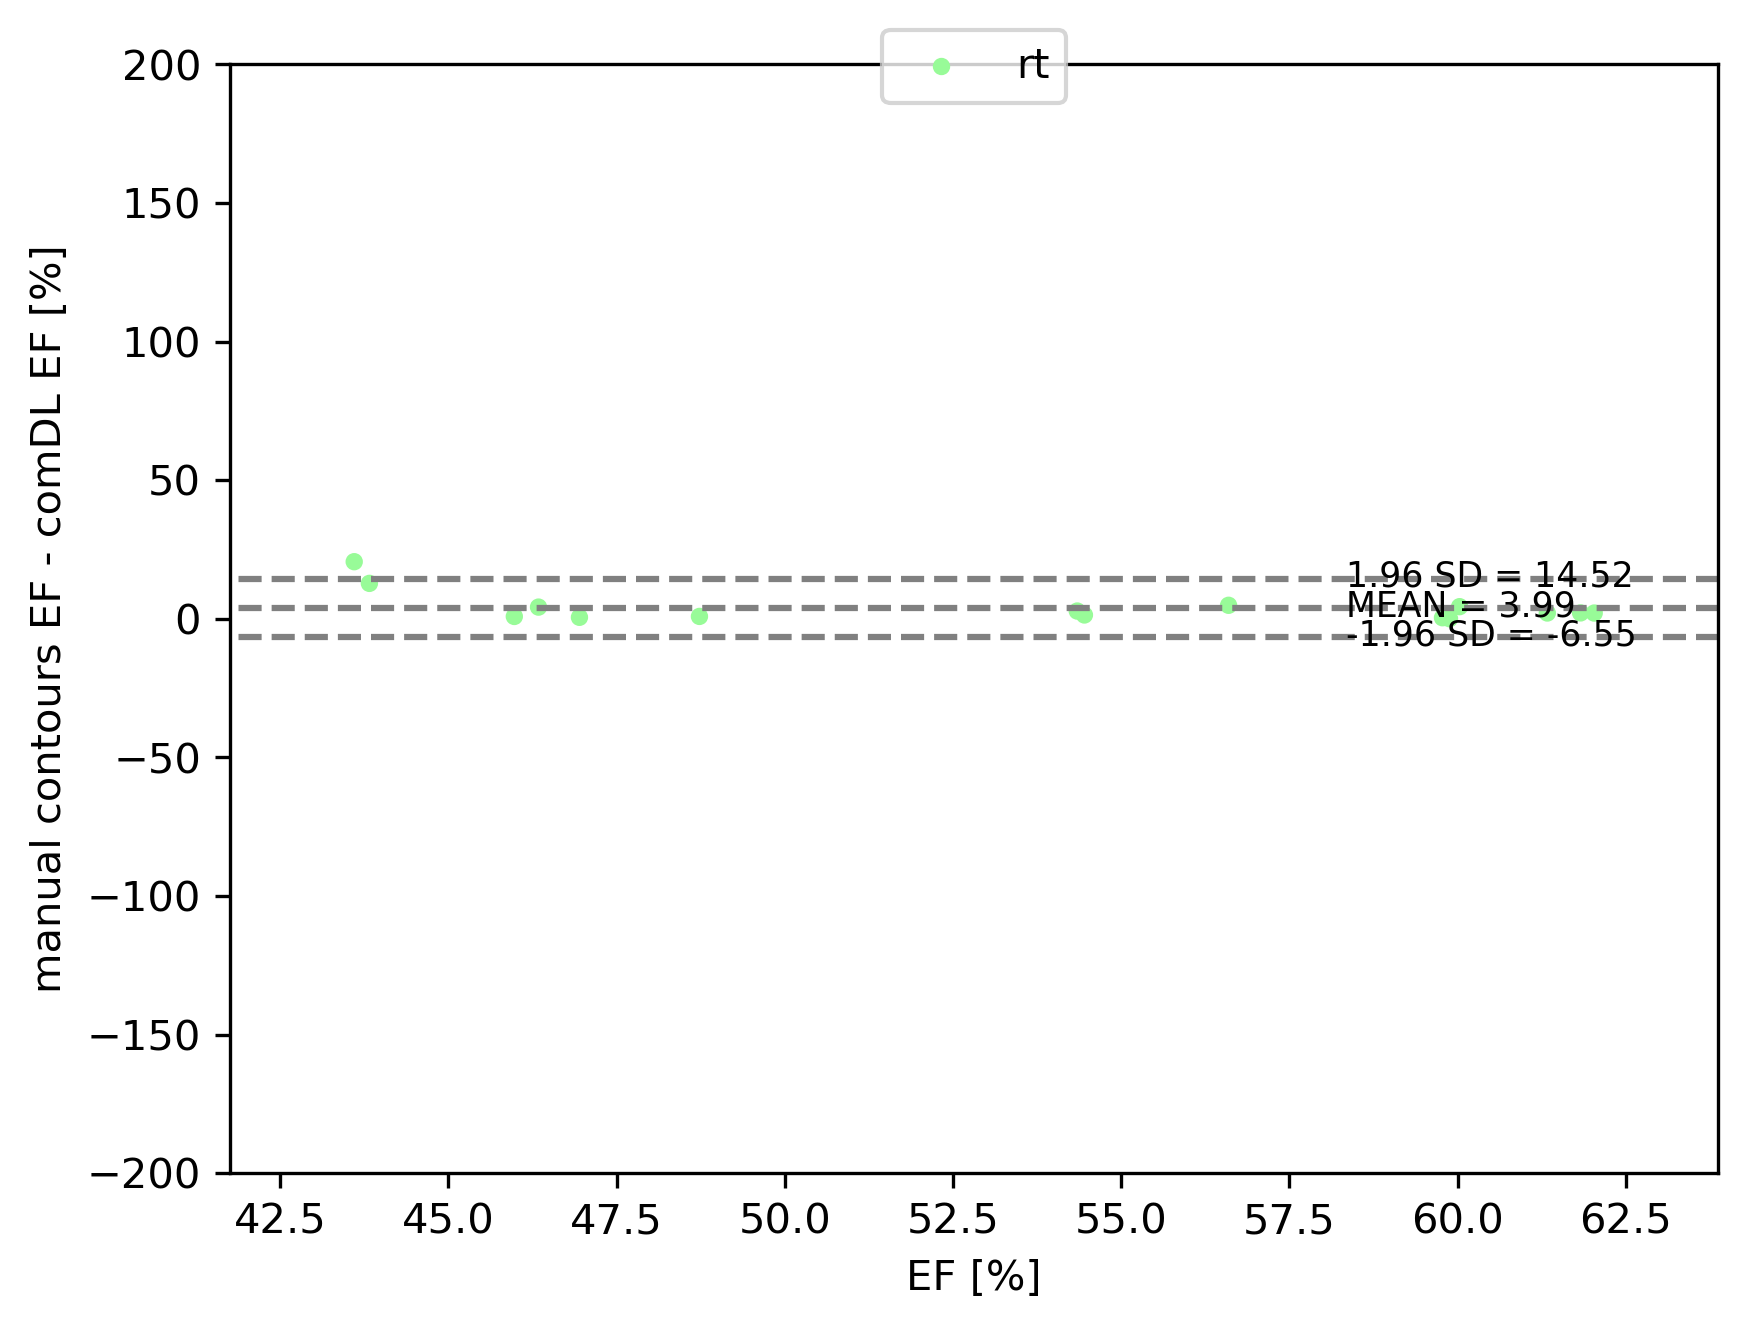 rt
200
150
100
50
0
−50
−100
−150
−200
manual contours EF - comDL EF [%]
1.96 SD = 14.52
MEAN = 3.99
-1.96 SD = -6.55
42.5 45.0 47.5 50.0 52.5 55.0 57.5 60.0 62.5
EF [%]